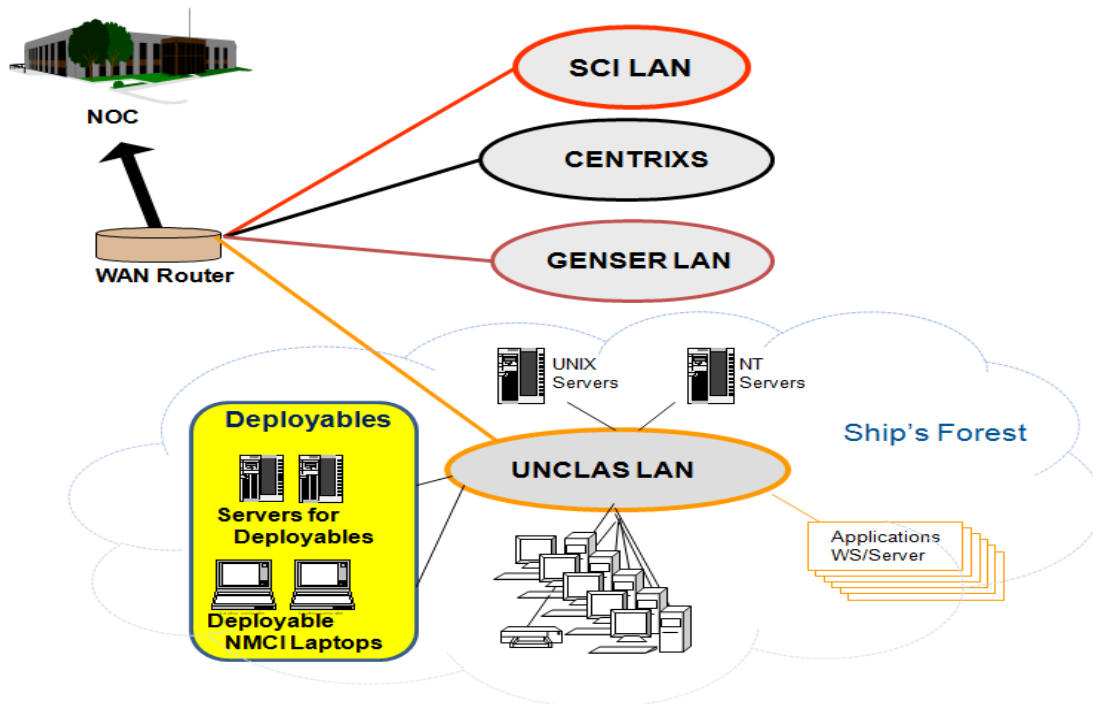 SCI LAN
NOC
CENTRIXS
WAN Router
GENSER LAN
UNIX
Servers
NT
Servers
Deployables
Ship's Forest
UNCLAS LAN
Servers for
Deployables
Applications
WS/Server
Deployable
NMCI Laptops